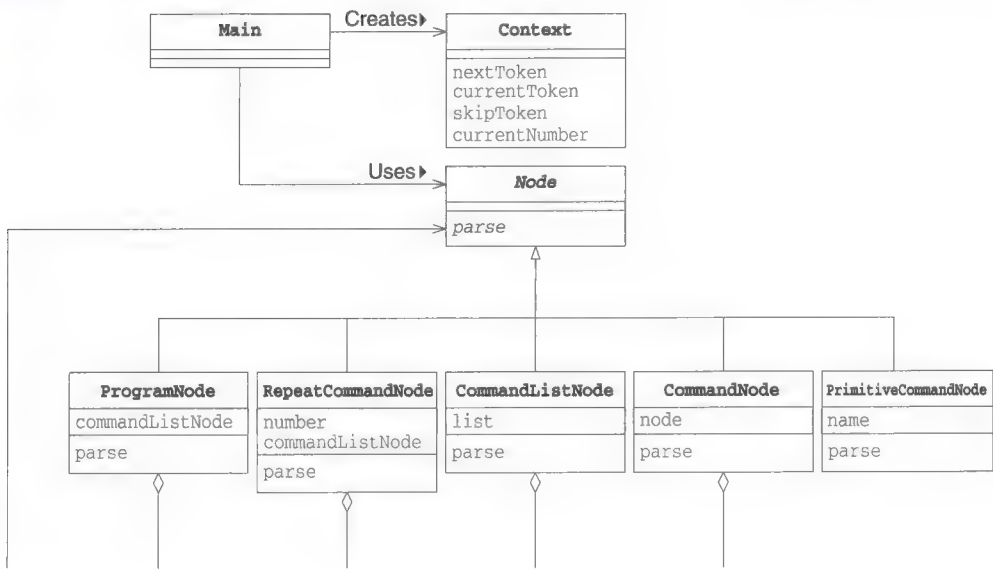 Main
Creates▶
Context
nextToken
currentToken
skipToken
currentNumber
Uses▶
Node
parse
ProgramNode
commandListNode
parse
RepeatCommandNode
number
commandListNode
parse
CommandListNode
list
parse
CommandNode
node
parse
PrimitiveCommandNode
name
parse